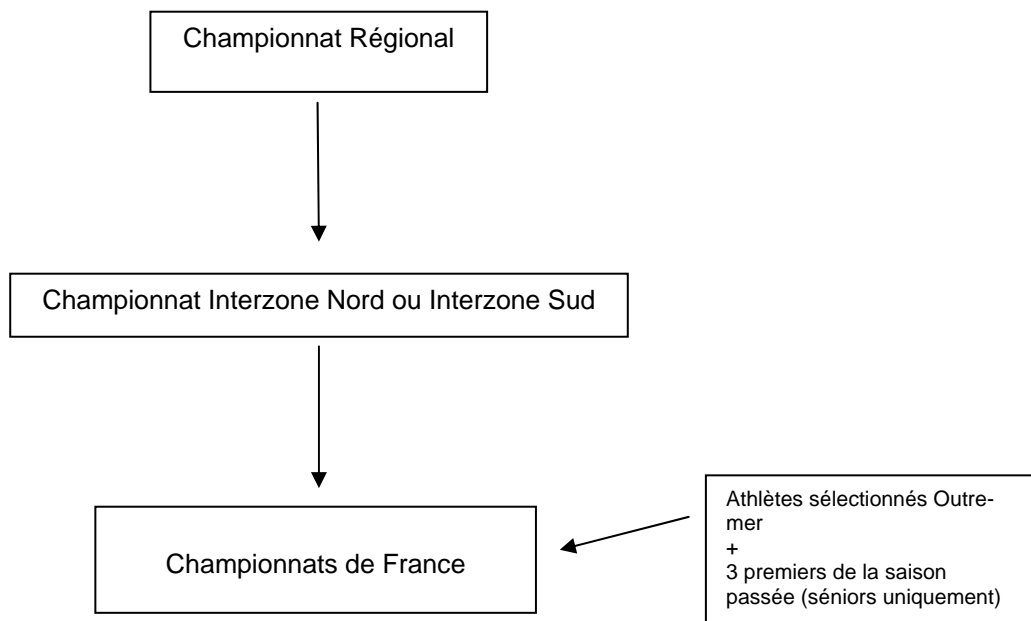 Championnat Régional
Championnat Interzone Nord ou Interzone Sud
Championnats de France
Athlètes sélectionnés Outre-
mer
+
3 premiers de la saison
passée (séniors uniquement)